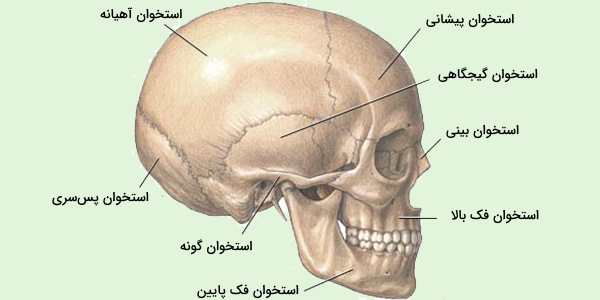 استخوان پیشانی
استخوان آهیانه
استخوان گیجگاهی
استخوان بینی
استخوان پس‌سری
استخوان فک بالا
استخوان گونه
استخوان فک پایین